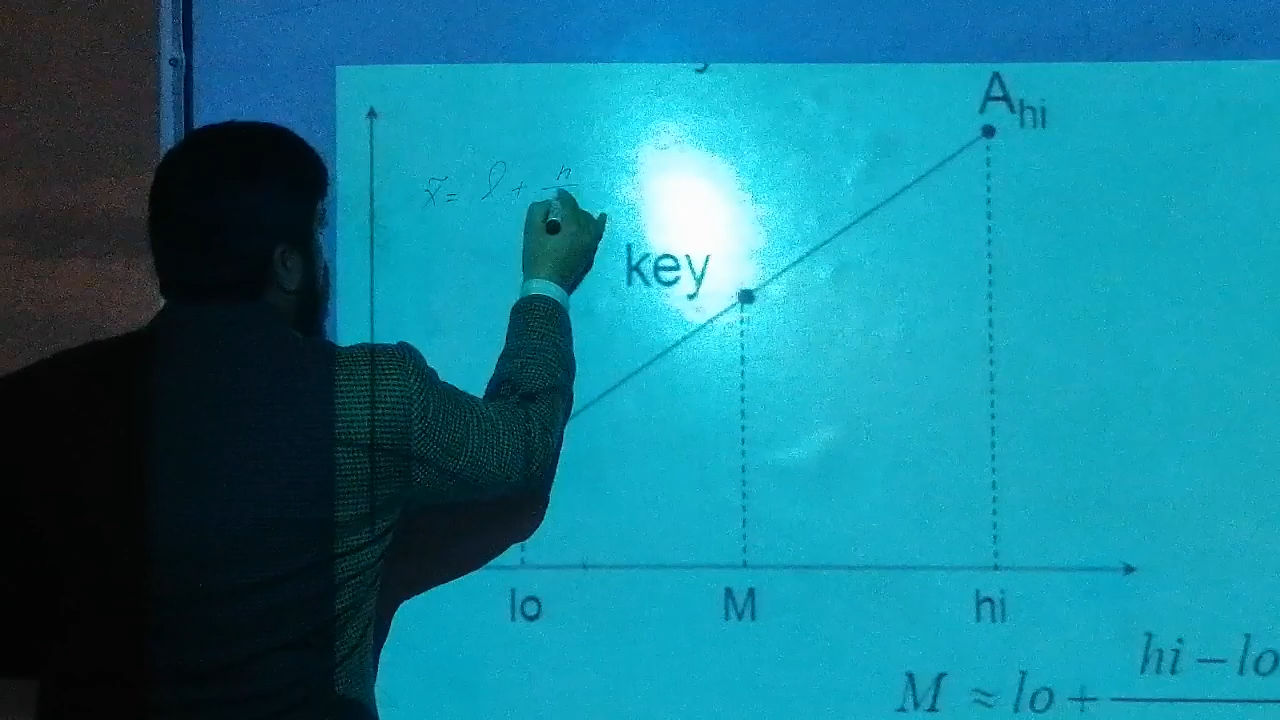 A_hi
x̃ = l + h
key
lo M hi
hi – lo
M ≈ lo +